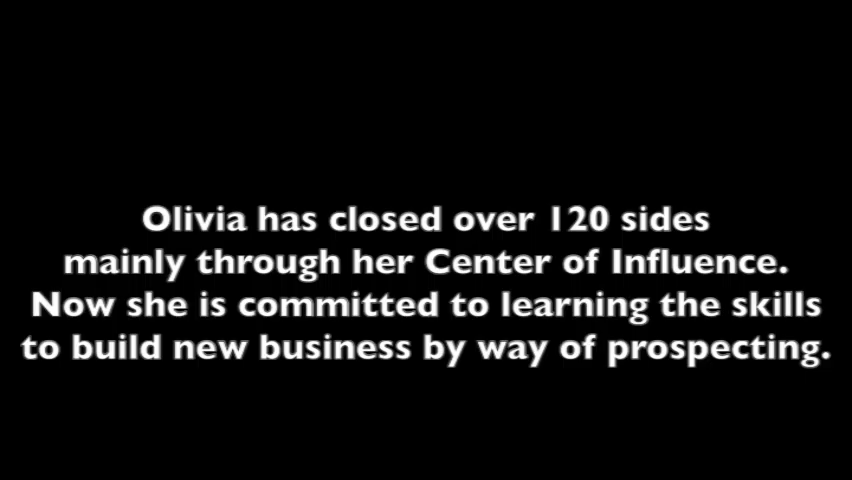 Olivia has closed over 120 sides
mainly through her Center of Influence.
Now she is committed to learning the skills
to build new business by way of prospecting.